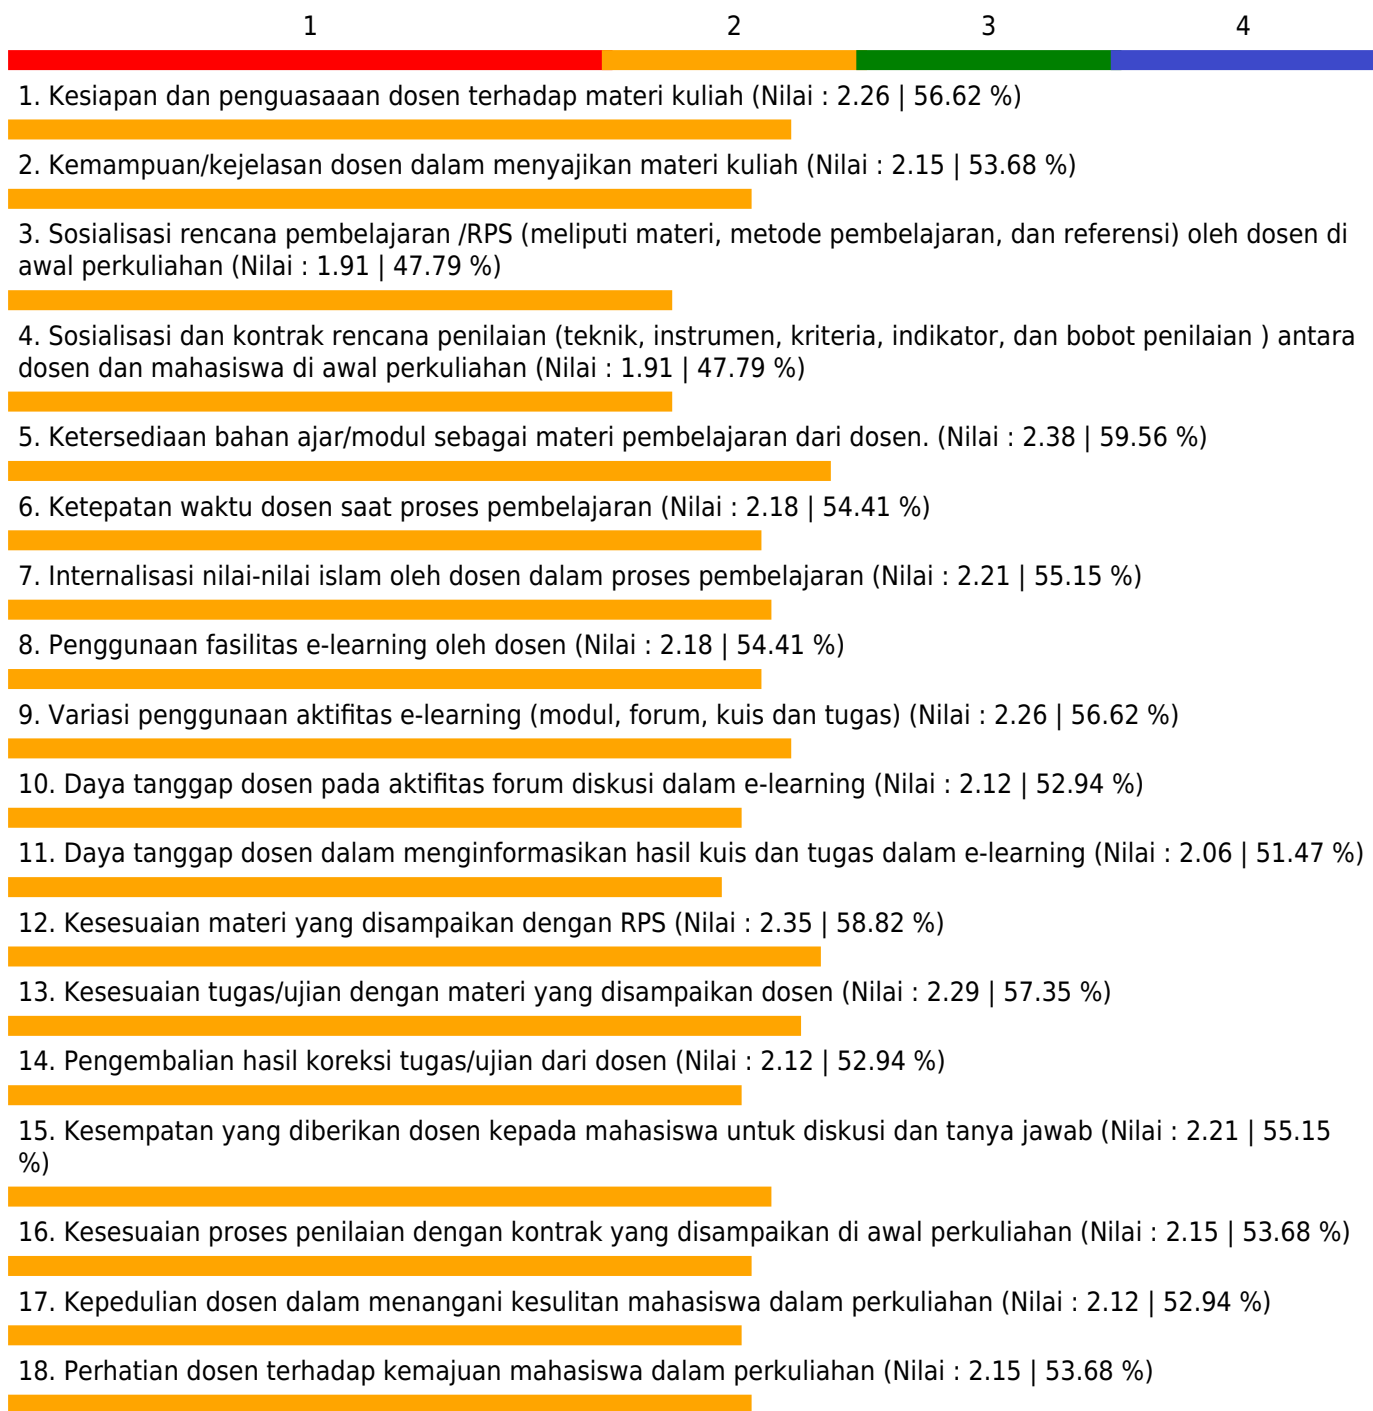 1 2 3 4
1. Kesiapan dan penguasaaan dosen terhadap materi kuliah (Nilai : 2.26 | 56.62 %)
2. Kemampuan/kejelasan dosen dalam menyajikan materi kuliah (Nilai : 2.15 | 53.68 %)
3. Sosialisasi rencana pembelajaran /RPS (meliputi materi, metode pembelajaran, dan referensi) oleh dosen di
awal perkuliahan (Nilai : 1.91 | 47.79 %)
4. Sosialisasi dan kontrak rencana penilaian (teknik, instrumen, kriteria, indikator, dan bobot penilaian ) antara
dosen dan mahasiswa di awal perkuliahan (Nilai : 1.91 | 47.79 %)
5. Ketersediaan bahan ajar/modul sebagai materi pembelajaran dari dosen. (Nilai : 2.38 | 59.56 %)
6. Ketepatan waktu dosen saat proses pembelajaran (Nilai : 2.18 | 54.41 %)
7. Internalisasi nilai-nilai islam oleh dosen dalam proses pembelajaran (Nilai : 2.21 | 55.15 %)
8. Penggunaan fasilitas e-learning oleh dosen (Nilai : 2.18 | 54.41 %)
9. Variasi penggunaan aktifitas e-learning (modul, forum, kuis dan tugas) (Nilai : 2.26 | 56.62 %)
10. Daya tanggap dosen pada aktifitas forum diskusi dalam e-learning (Nilai : 2.12 | 52.94 %)
11. Daya tanggap dosen dalam menginformasikan hasil kuis dan tugas dalam e-learning (Nilai : 2.06 | 51.47 %)
12. Kesesuaian materi yang disampaikan dengan RPS (Nilai : 2.35 | 58.82 %)
13. Kesesuaian tugas/ujian dengan materi yang disampaikan dosen (Nilai : 2.29 | 57.35 %)
14. Pengembalian hasil koreksi tugas/ujian dari dosen (Nilai : 2.12 | 52.94 %)
15. Kesempatan yang diberikan dosen kepada mahasiswa untuk diskusi dan tanya jawab (Nilai : 2.21 | 55.15
%)
16. Kesesuaian proses penilaian dengan kontrak yang disampaikan di awal perkuliahan (Nilai : 2.15 | 53.68 %)
17. Kepedulian dosen dalam menangani kesulitan mahasiswa dalam perkuliahan (Nilai : 2.12 | 52.94 %)
18. Perhatian dosen terhadap kemajuan mahasiswa dalam perkuliahan (Nilai : 2.15 | 53.68 %)